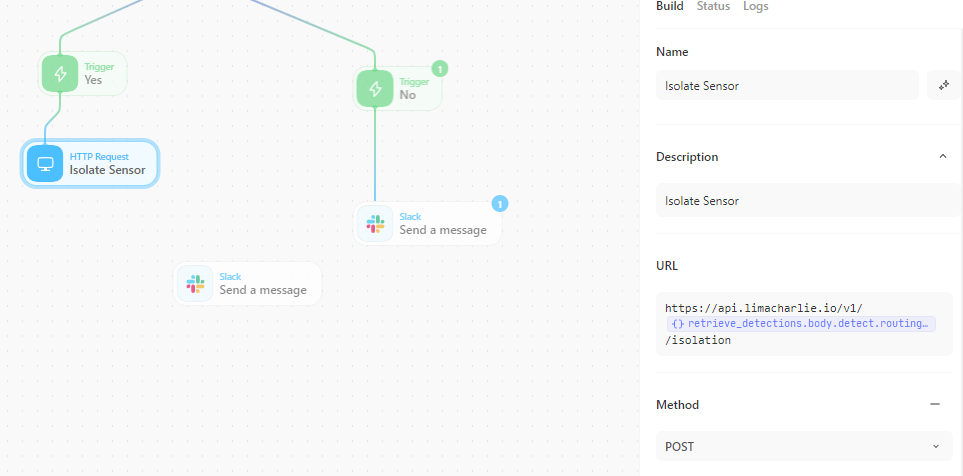 Build Status Logs
Name
Isolate Sensor
Description
Isolate Sensor
URL
https://api.limacharlie.io/v1/
{} retrieve_detections.body.detect.routing…
/isolation
Method
POST
Trigger
Yes
Trigger
No
1
HTTP Request
Isolate Sensor
Slack
Send a message
1
Slack
Send a message